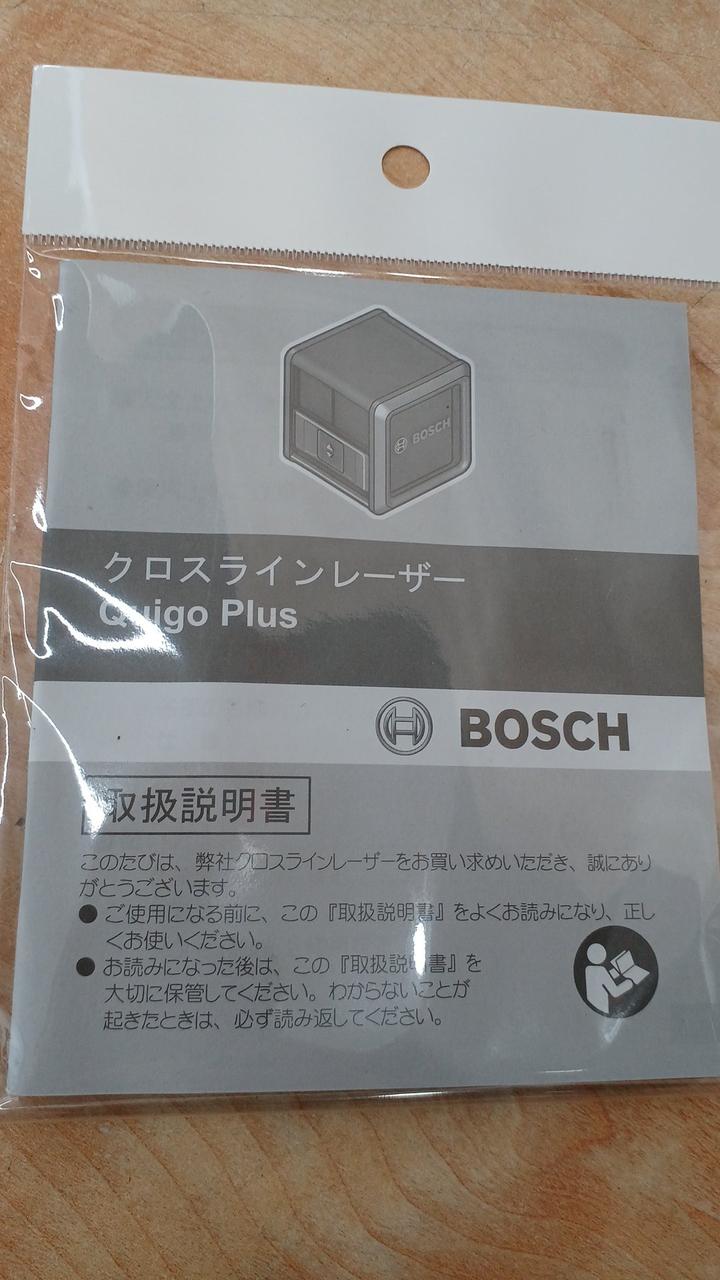 BOSCH
クロスラインレーザー
Quigo Plus
BOSCH
取扱説明書
このたびは、弊社クロスラインレーザーをお買い求めいただき、誠にあり
がとうございます。
● ご使用になる前に、この『取扱説明書』をよくお読みになり、正し
くお使いください。
● お読みになった後は、この『取扱説明書』を
大切に保管してください。わからないことが
起きたときは、必ず読み返してください。